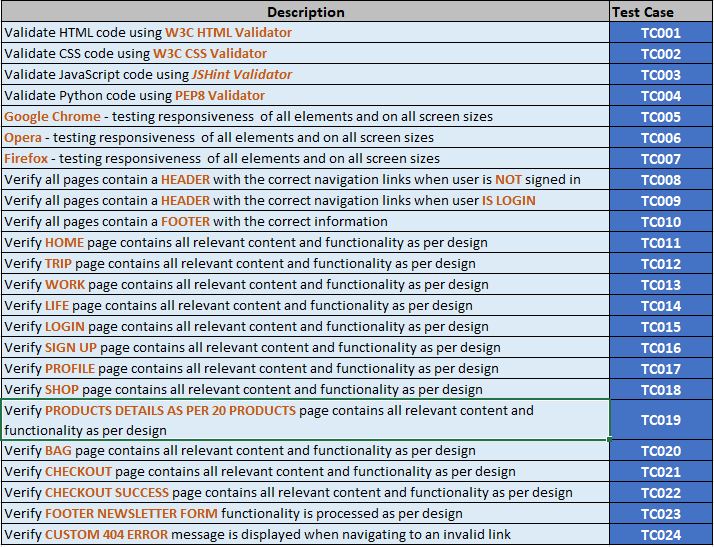 Description Test Case
Validate HTML code using W3C HTML Validator TC001
Validate CSS code using W3C CSS Validator TC002
Validate JavaScript code using JSHint Validator TC003
Validate Python code using PEP8 Validator TC004
Google Chrome - testing responsiveness of all elements and on all screen sizes TC005
Opera - testing responsiveness of all elements and on all screen sizes TC006
Firefox - testing responsiveness of all elements and on all screen sizes TC007
Verify all pages contain a HEADER with the correct navigation links when user is NOT signed in TC008
Verify all pages contain a HEADER with the correct navigation links when user IS LOGIN TC009
Verify all pages contain a FOOTER with the correct information TC010
Verify HOME page contains all relevant content and functionality as per design TC011
Verify TRIP page contains all relevant content and functionality as per design TC012
Verify WORK page contains all relevant content and functionality as per design TC013
Verify LIFE page contains all relevant content and functionality as per design TC014
Verify LOGIN page contains all relevant content and functionality as per design TC015
Verify SIGN UP page contains all relevant content and functionality as per design TC016
Verify PROFILE page contains all relevant content and functionality as per design TC017
Verify SHOP page contains all relevant content and functionality as per design TC018
Verify PRODUCTS DETAILS AS PER 20 PRODUCTS page contains all relevant content and
functionality as per design TC019
Verify BAG page contains all relevant content and functionality as per design TC020
Verify CHECKOUT page contains all relevant content and functionality as per design TC021
Verify CHECKOUT SUCCESS page contains all relevant content and functionality as per design TC022
Verify FOOTER NEWSLETTER FORM functionality is processed as per design TC023
Verify CUSTOM 404 ERROR message is displayed when navigating to an invalid link TC024